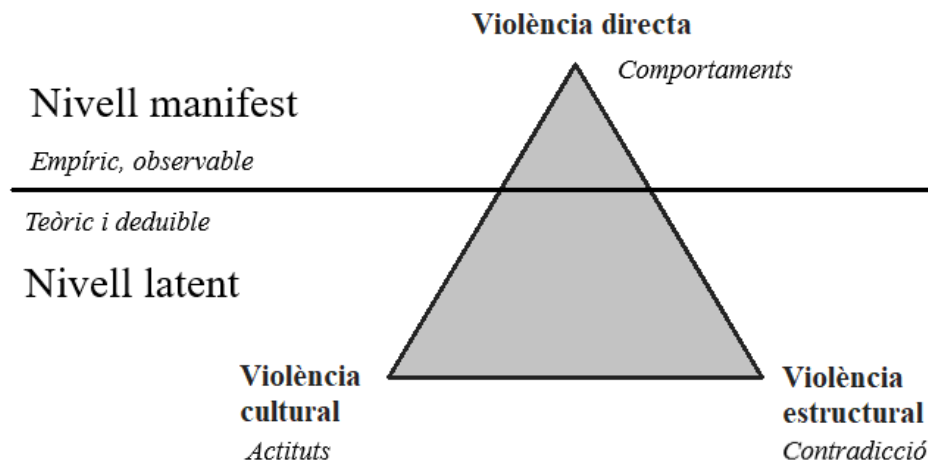 Violència directa
Comportaments
Nivell manifest
Empíric, observable
Teòric i deduible
Nivell latent
Violència
cultural
Actituts
Violència
estructural
Contradicció